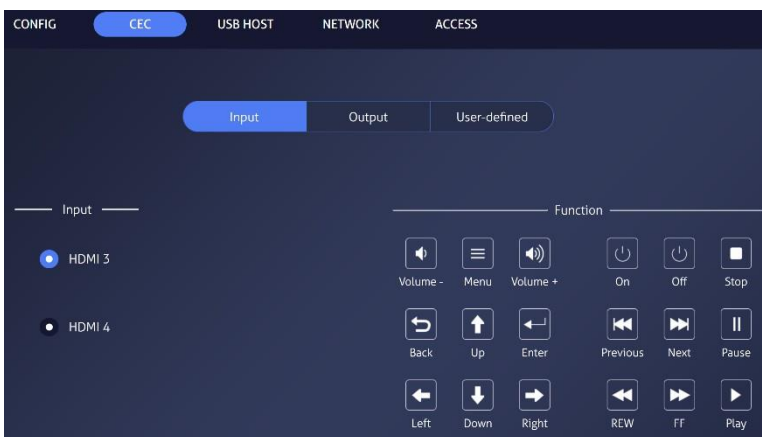 CONFIG CEC USB HOST NETWORK ACCESS
Input Output User-defined
Input Function
HDMI 3
Volume - Menu Volume + On Off Stop
HDMI 4
Back Up Enter Previous Next Pause
Left Down Right REW FF Play